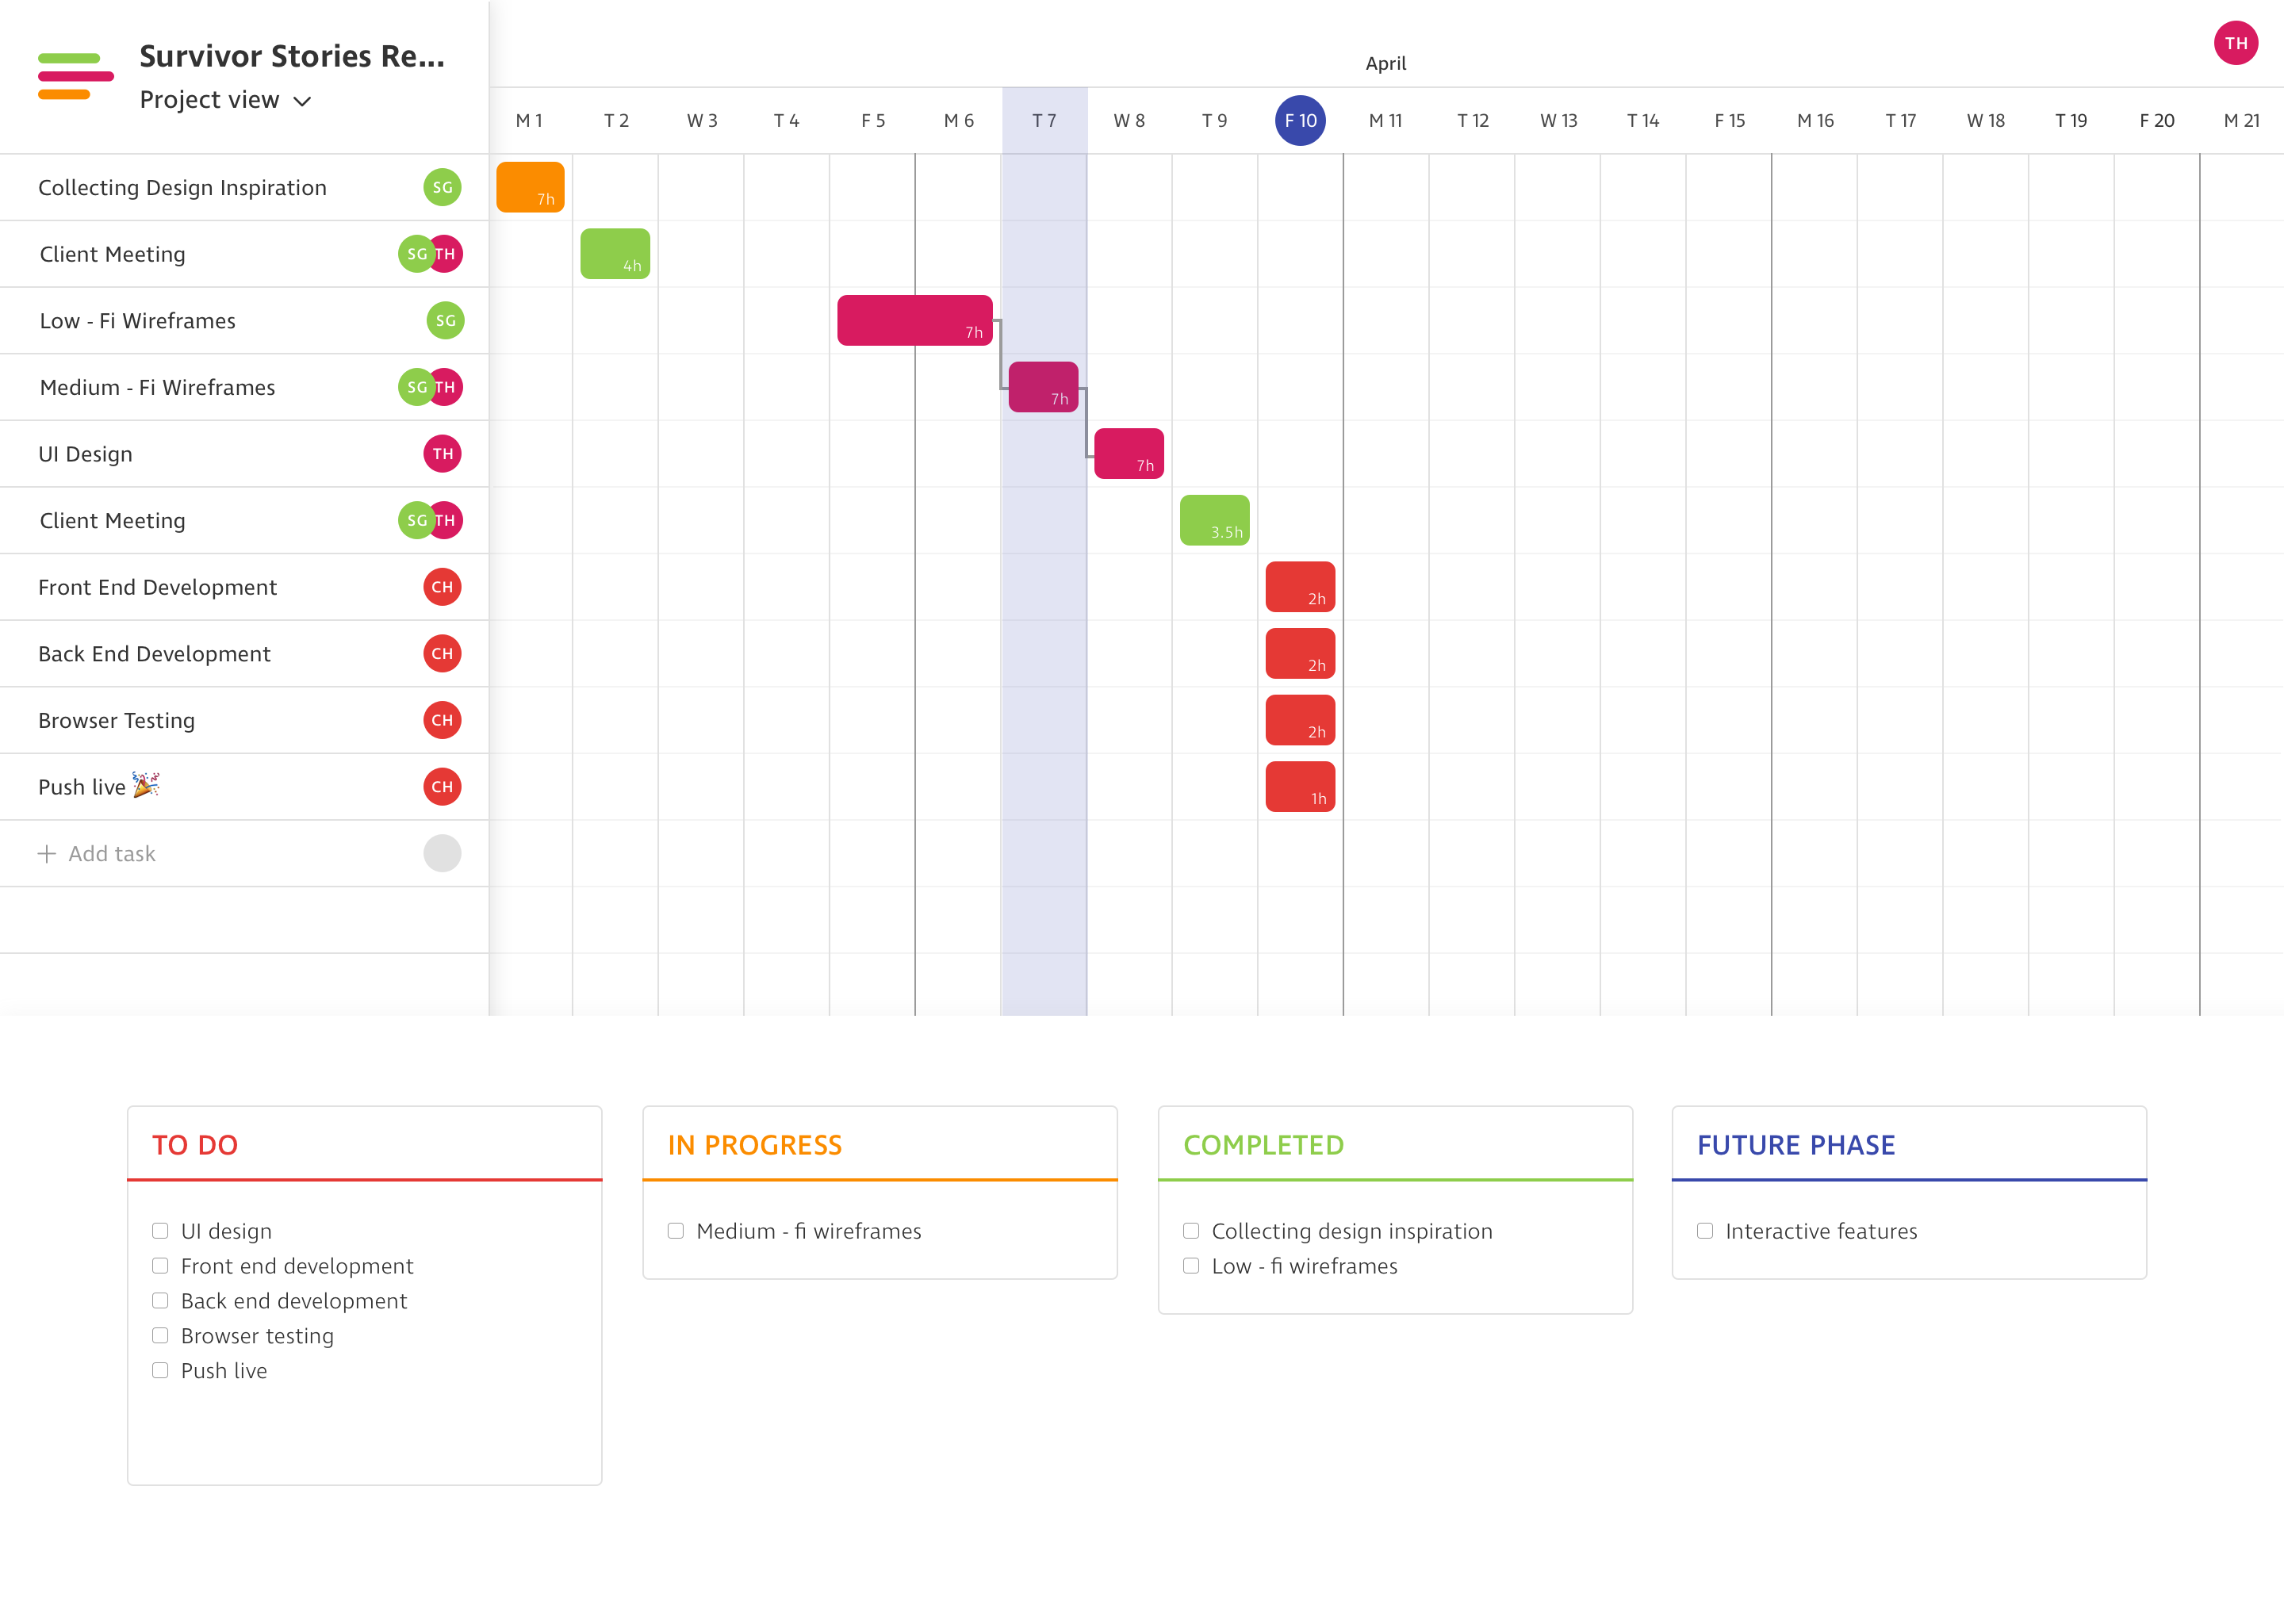 Survivor Stories Re...
Project view
April
TH
M 1 T 2 W 3 T 4 F 5 M 6 T 7 W 8 T 9 F 10 M 11 T 12 W 13 T 14 F 15 M 16 T 17 W 18 T 19 F 20 M 21
Collecting Design Inspiration SG 7h
Client Meeting SG TH 4h
Low - Fi Wireframes SG 7h
Medium - Fi Wireframes SG TH 7h
UI Design TH 7h
Client Meeting SG TH 3.5h
Front End Development CH 2h
Back End Development CH 2h
Browser Testing CH 2h
Push live 🎉 CH 1h
+ Add task
TO DO
UI design
Front end development
Back end development
Browser testing
Push live
IN PROGRESS
Medium - fi wireframes
COMPLETED
Collecting design inspiration
Low - fi wireframes
FUTURE PHASE
Interactive features